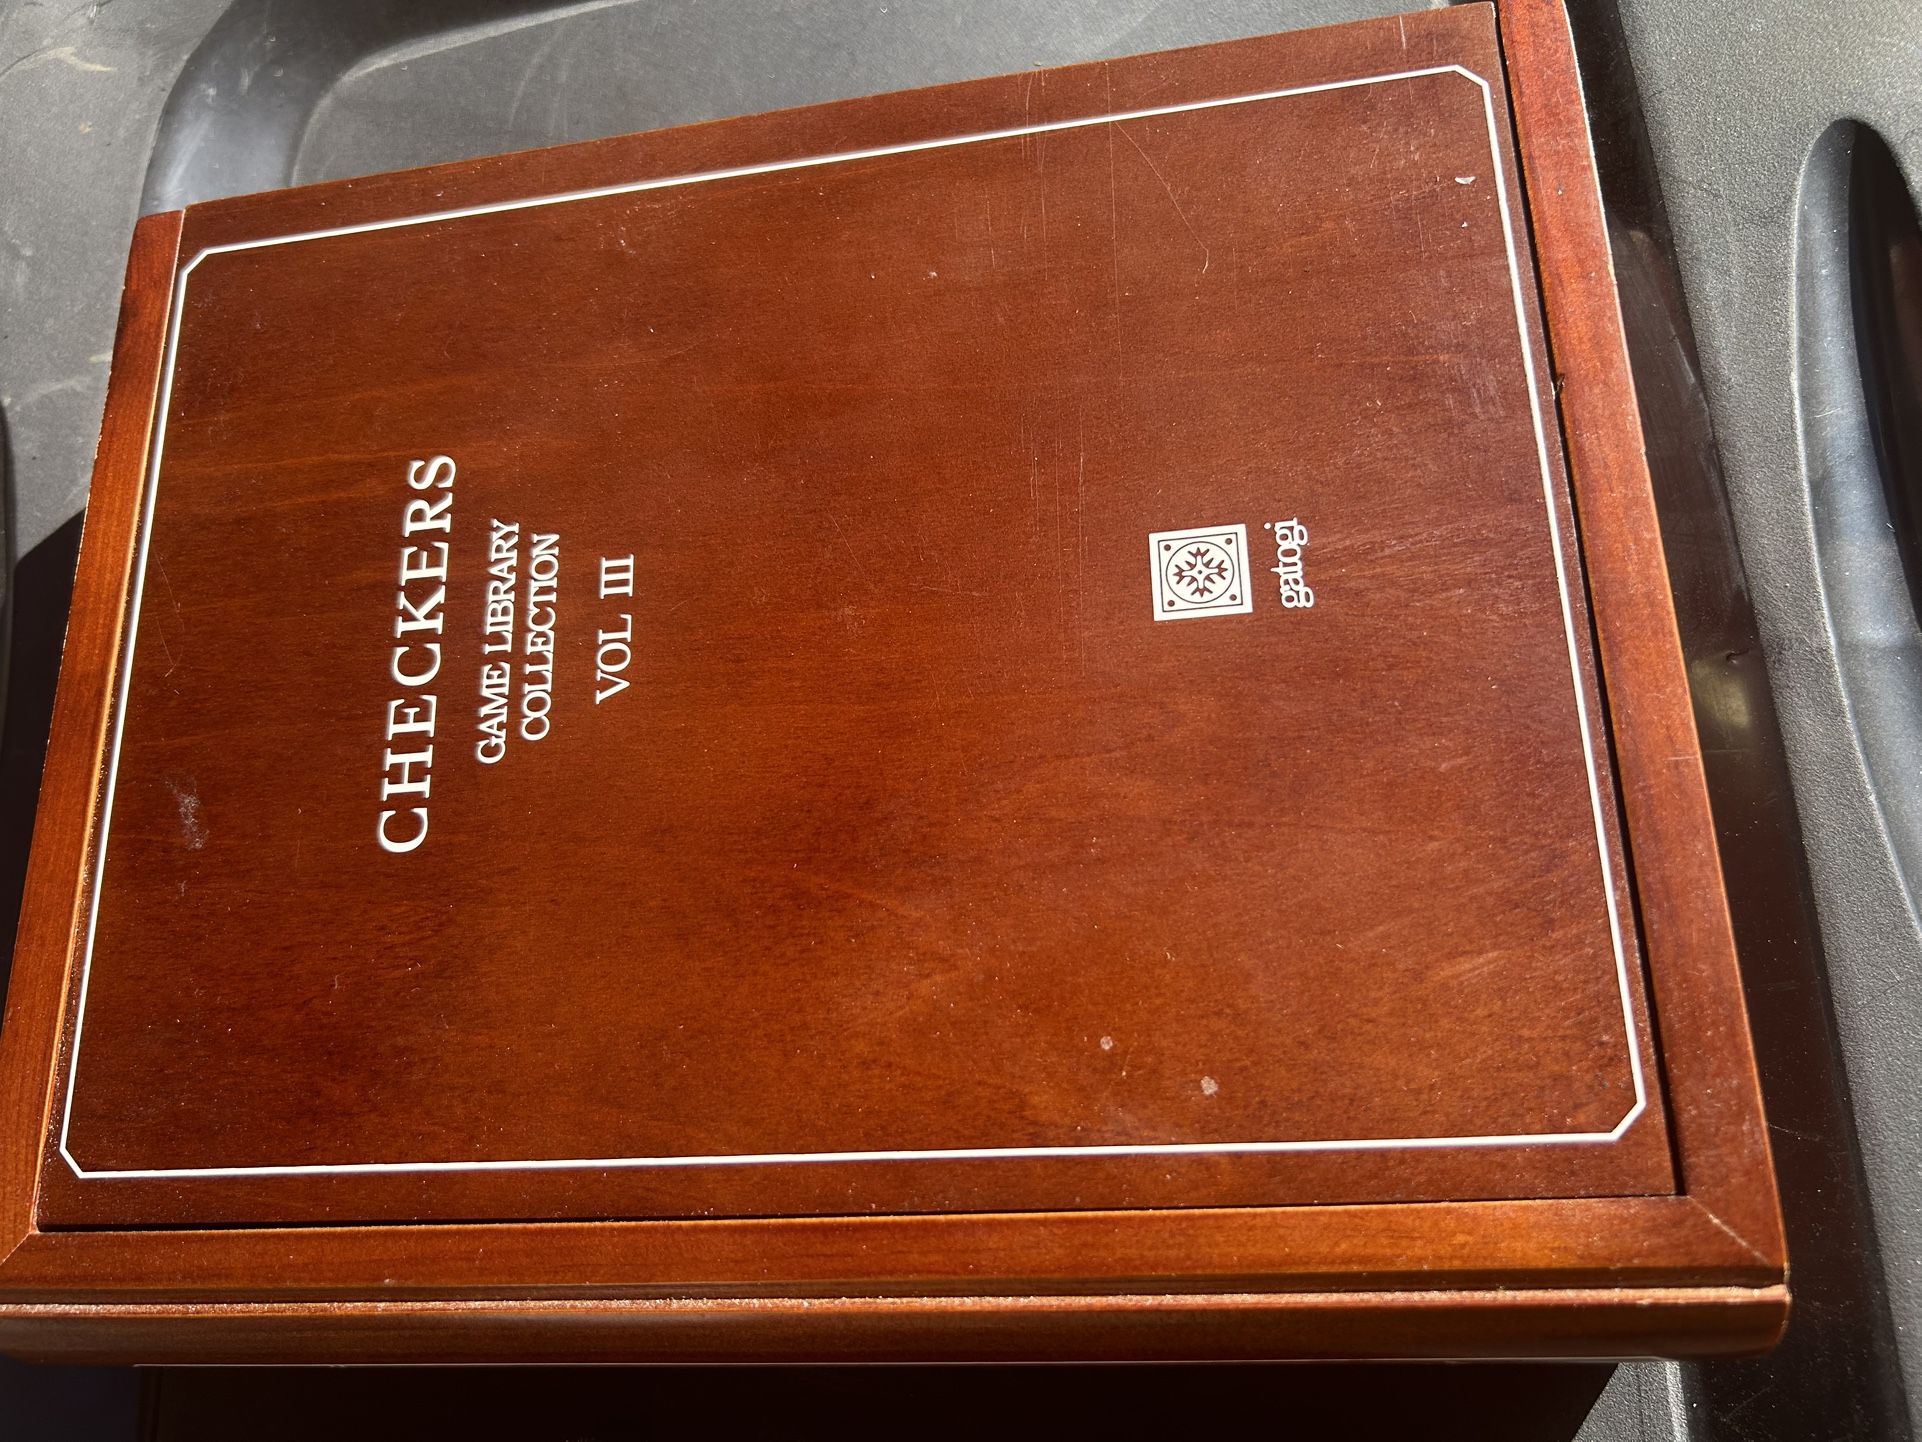 CHECKERS
GAME LIBRARY
COLLECTION
VOL III
gatogi